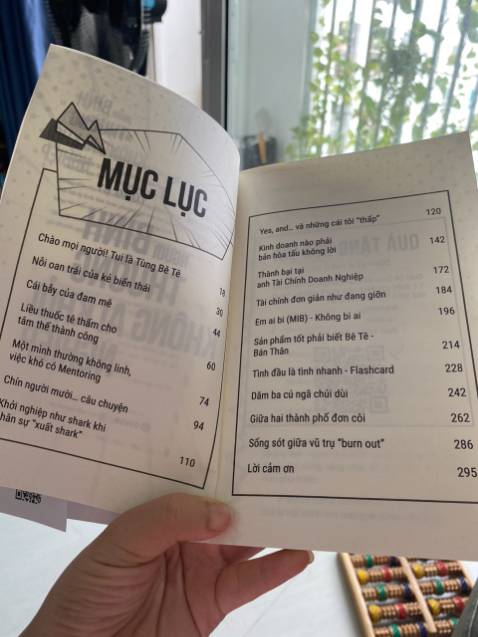 MỤC LỤC
Chào mọi người! Tui là Tùng Bê Tê 18
Nỗi oan trái của kẻ biến thái 30
Cái bẫy của đam mê 44
Liều thuốc tê thấm cho
tâm thế thành công 60
Một mình thường không linh,
việc khó có Mentoring 74
Chín người mười... câu chuyện 94
Khởi nghiệp như shark khi
nhân sự "xuất shark" 110
Yes, and... và những cái tôi "thấp" 120
Kinh doanh nào phải
bán hòa tấu không lời 142
Thành bại tại
anh Tài Chính Doanh Nghiệp 172
Tài chính đơn giản như đang giỡn 184
Em ai bi (MIB) - Không bi ai 196
Sản phẩm tốt phải biết Bê Tê -
Bán Thân 214
Tình đầu là tình nhanh - Flashcard 228
Dăm ba cú ngã chúi dùi 242
Giữa hai thành phố đơn côi 262
Sống sót giữa vũ trụ "burn out" 286
Lời cảm ơn 295